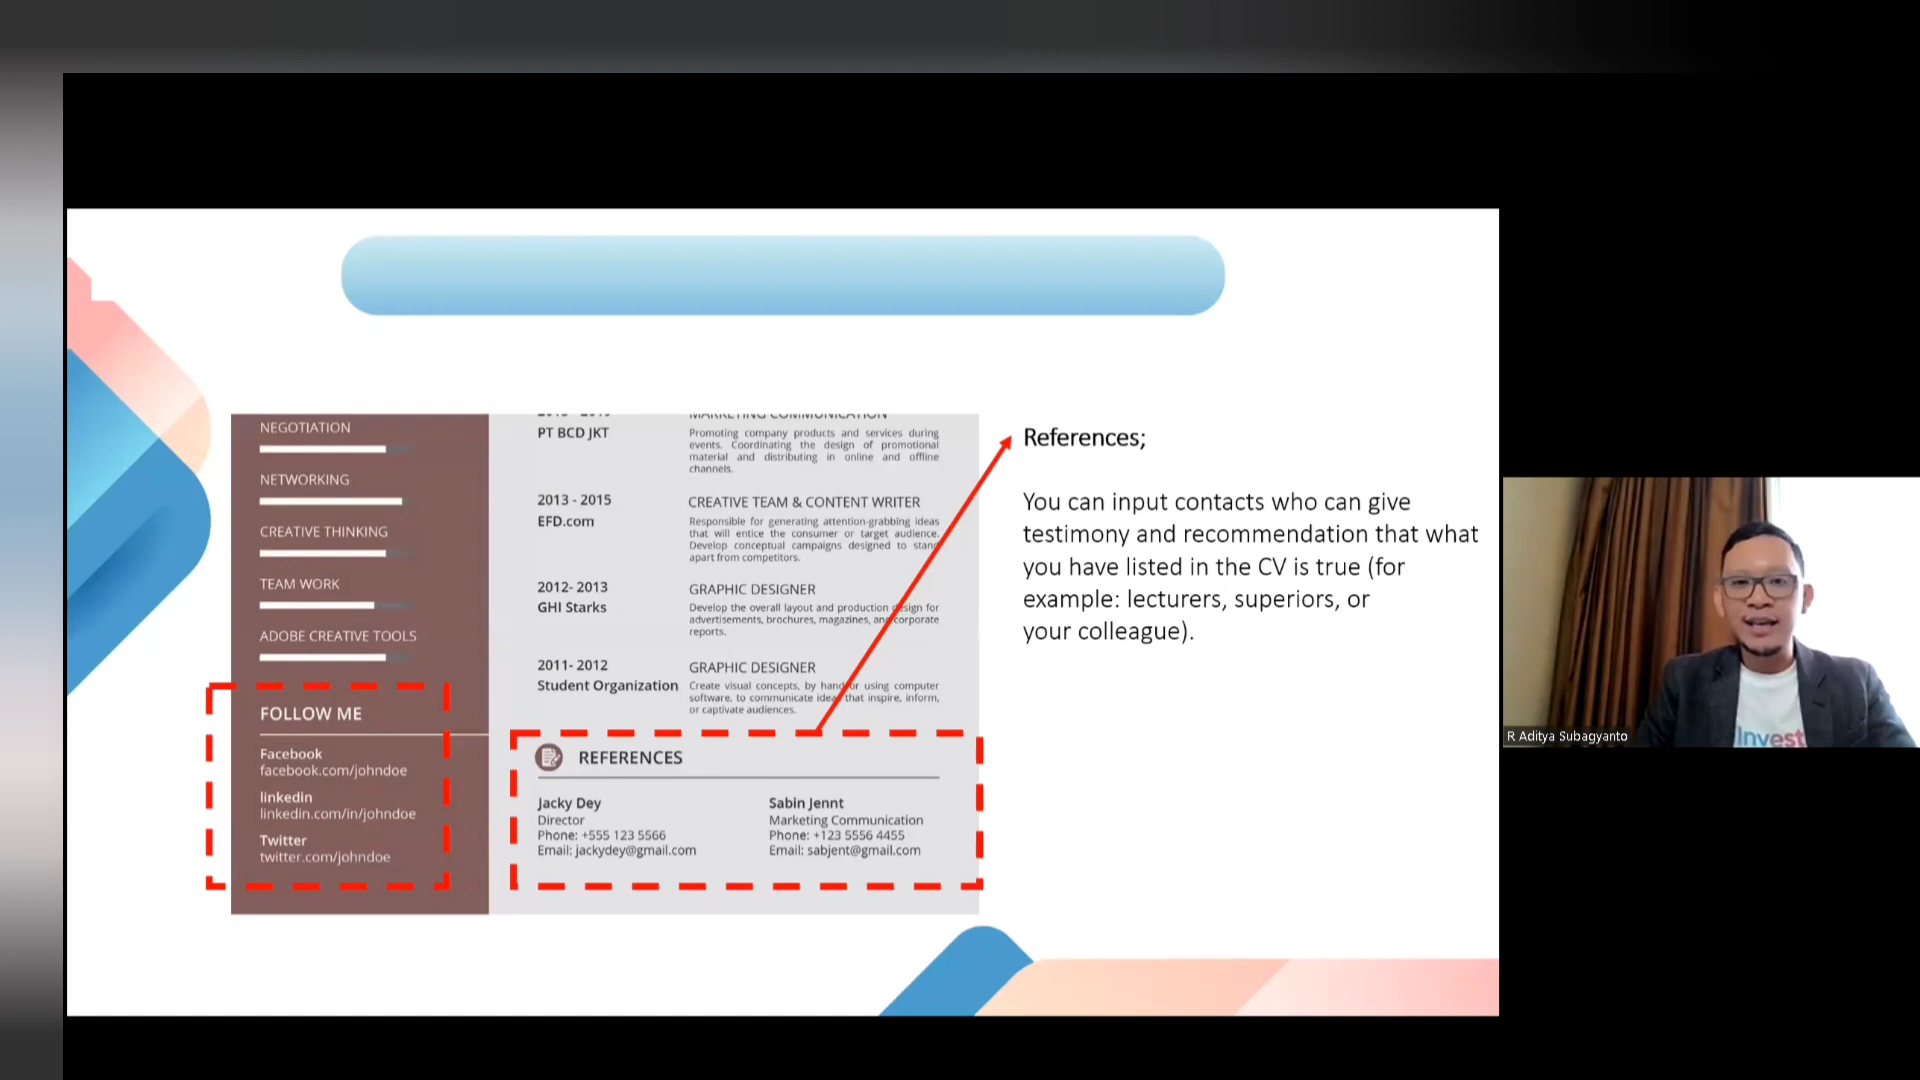 NEGOTIATION
NETWORKING
CREATIVE THINKING
TEAM WORK
ADOBE CREATIVE TOOLS
FOLLOW ME
Facebook
facebook.com/johndoe
linkedin
linkedin.com/in/johndoe
Twitter
twitter.com/johndoe
MARKETING COMMUNICATION
PT BCD JKT
Promoting company products and services during
events. Coordinating the design of promotional
material and distributing in online and offline
channels.
2013 - 2015
EFD.com
CREATIVE TEAM & CONTENT WRITER
Responsible for generating attention-grabbing ideas
that will entice the consumer or target audience.
Develop conceptual campaigns designed to stand
apart from competitors.
2012- 2013
GHI Starks
GRAPHIC DESIGNER
Develop the overall layout and production design for
advertisements, brochures, magazines, and corporate
reports.
2011- 2012
Student Organization
GRAPHIC DESIGNER
Create visual concepts, by hand or using computer
software, to communicate ideas that inspire, inform,
or captivate audiences.
REFERENCES
Jacky Dey
Director
Phone: +555 123 5566
Email: jackydey@gmail.com
Sabin Jennt
Marketing Communication
Phone: +123 5556 4455
Email: sabjent@gmail.com
References;
You can input contacts who can give
testimony and recommendation that what
you have listed in the CV is true (for
example: lecturers, superiors, or
your colleague).
Invest
R Aditya Subagyanto